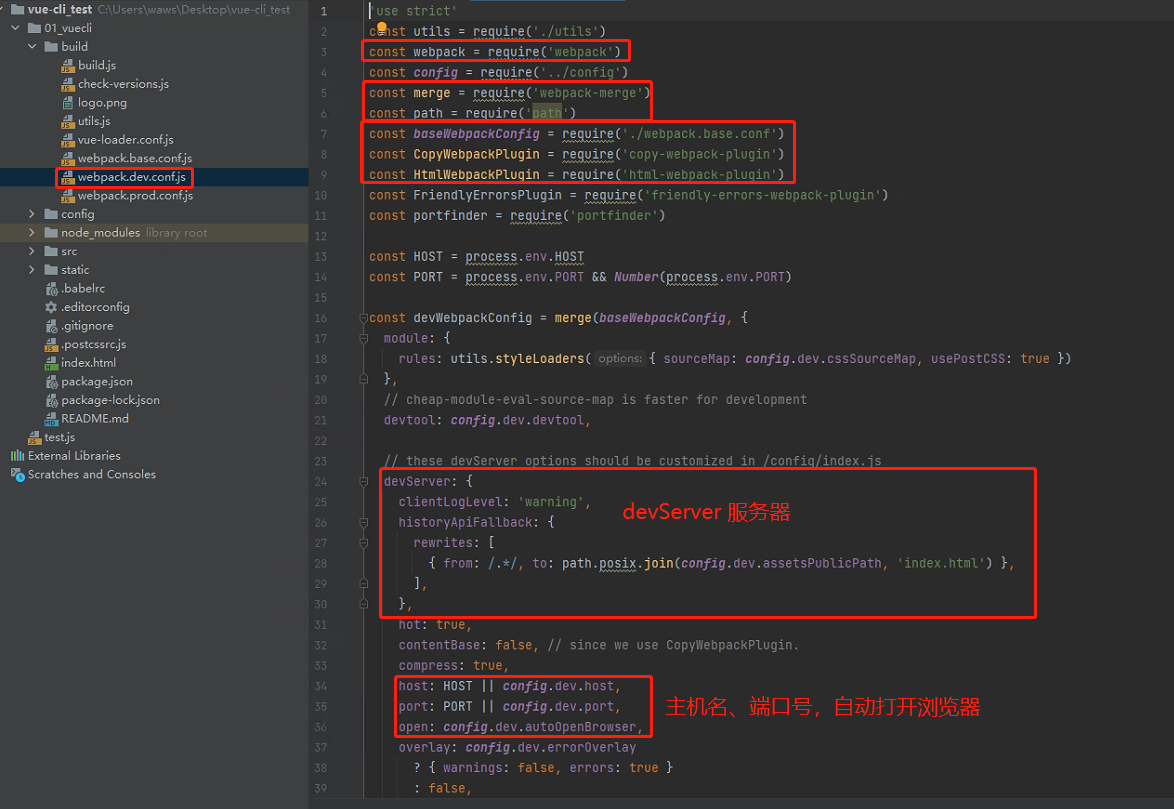 vue-cli_test C:\Users\waws\Desktop\vue-cli_test
01_vuecli
build
build.js
check-versions.js
logo.png
utils.js
vue-loader.conf.js
webpack.base.conf.js
webpack.dev.conf.js
webpack.prod.conf.js
config
node_modules library root
src
static
.babelrc
.editorconfig
.gitignore
.postcssrc.js
index.html
package.json
package-lock.json
README.md
test.js
External Libraries
Scratches and Consoles
1 'use strict'
2 const utils = require('./utils')
3 const webpack = require('webpack')
4 const config = require('../config')
5 const merge = require('webpack-merge')
6 const path = require('path')
7 const baseWebpackConfig = require('./webpack.base.conf')
8 const CopyWebpackPlugin = require('copy-webpack-plugin')
9 const HtmlWebpackPlugin = require('html-webpack-plugin')
10 const FriendlyErrorsPlugin = require('friendly-errors-webpack-plugin')
11 const portfinder = require('portfinder')
12
13 const HOST = process.env.HOST
14 const PORT = process.env.PORT && Number(process.env.PORT)
15
16 const devWebpackConfig = merge(baseWebpackConfig, {
17 module: {
18 rules: utils.styleLoaders( options: { sourceMap: config.dev.cssSourceMap, usePostCSS: true })
19 },
20 // cheap-module-eval-source-map is faster for development
21 devtool: config.dev.devtool,
22
23 // these devServer options should be customized in /config/index.js
24 devServer: {
25 clientLogLevel: 'warning',
devServer 服务器
26 historyApiFallback: {
27 rewrites: [
28 { from: /.*/, to: path.posix.join(config.dev.assetsPublicPath, 'index.html') },
29 ],
30 },
31 hot: true,
32 contentBase: false, // since we use CopyWebpackPlugin.
33 compress: true,
34 host: HOST || config.dev.host,
35 port: PORT || config.dev.port,
主机名、端口号，自动打开浏览器
36 open: config.dev.autoOpenBrowser,
37 overlay: config.dev.errorOverlay
38 ? { warnings: false, errors: true }
39 : false,